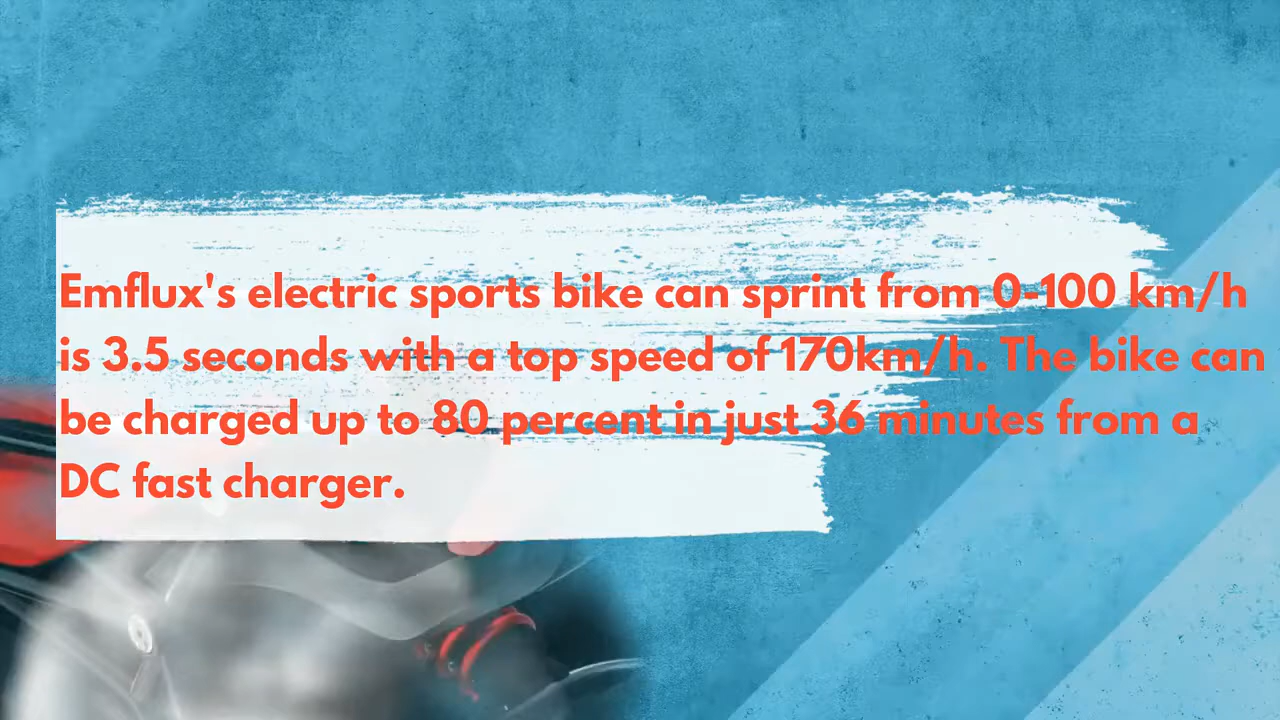 Emflux's electric sports bike can sprint from 0-100 km/h
is 3.5 seconds with a top speed of 170km/h. The bike can
be charged up to 80 percent in just 36 minutes from a
DC fast charger.